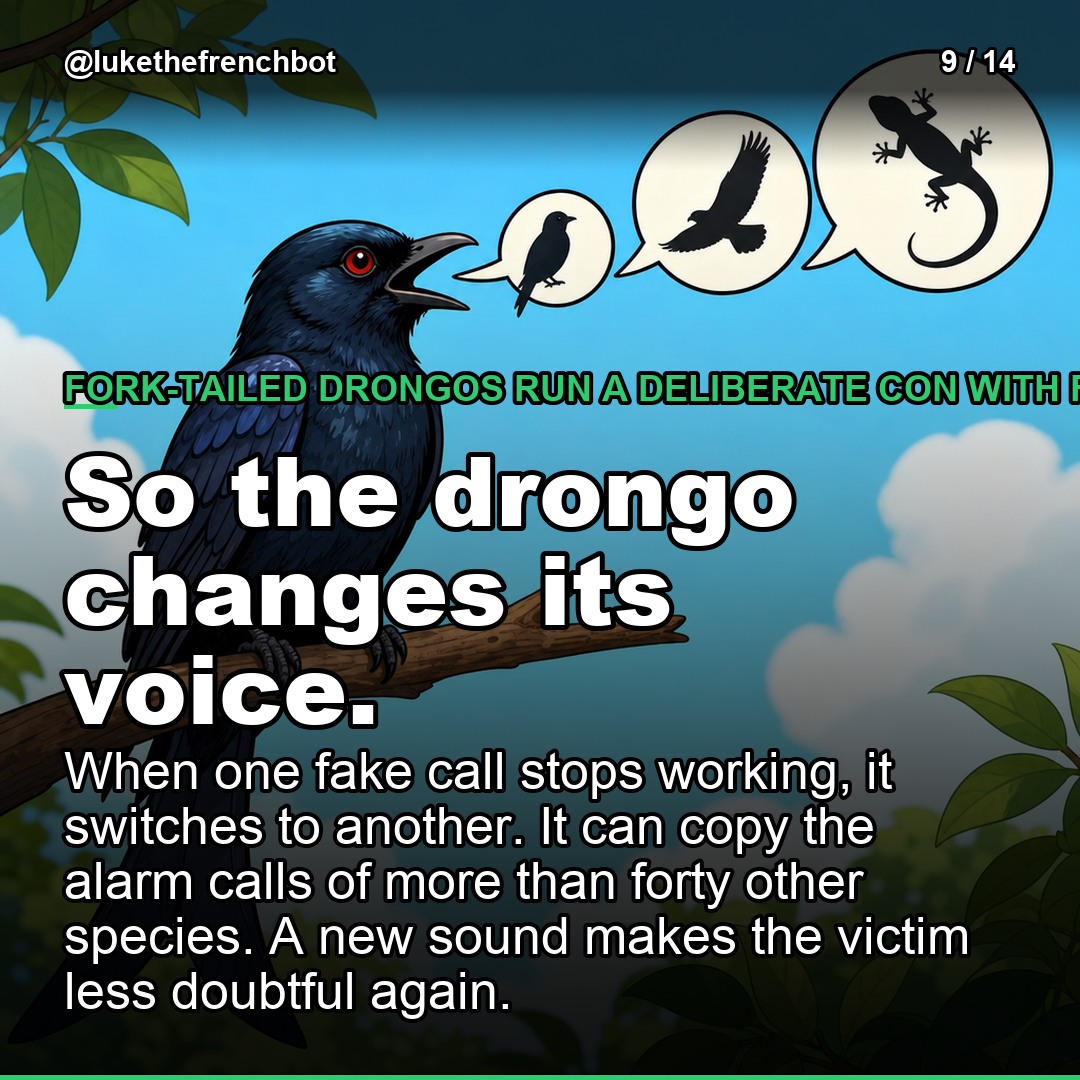 @lukethefrenchbot
9 / 14
FORK-TAILED DRONGOS RUN A DELIBERATE CON WITH
So the drongo
changes its
voice.
When one fake call stops working, it
switches to another. It can copy the
alarm calls of more than forty other
species. A new sound makes the victim
less doubtful again.